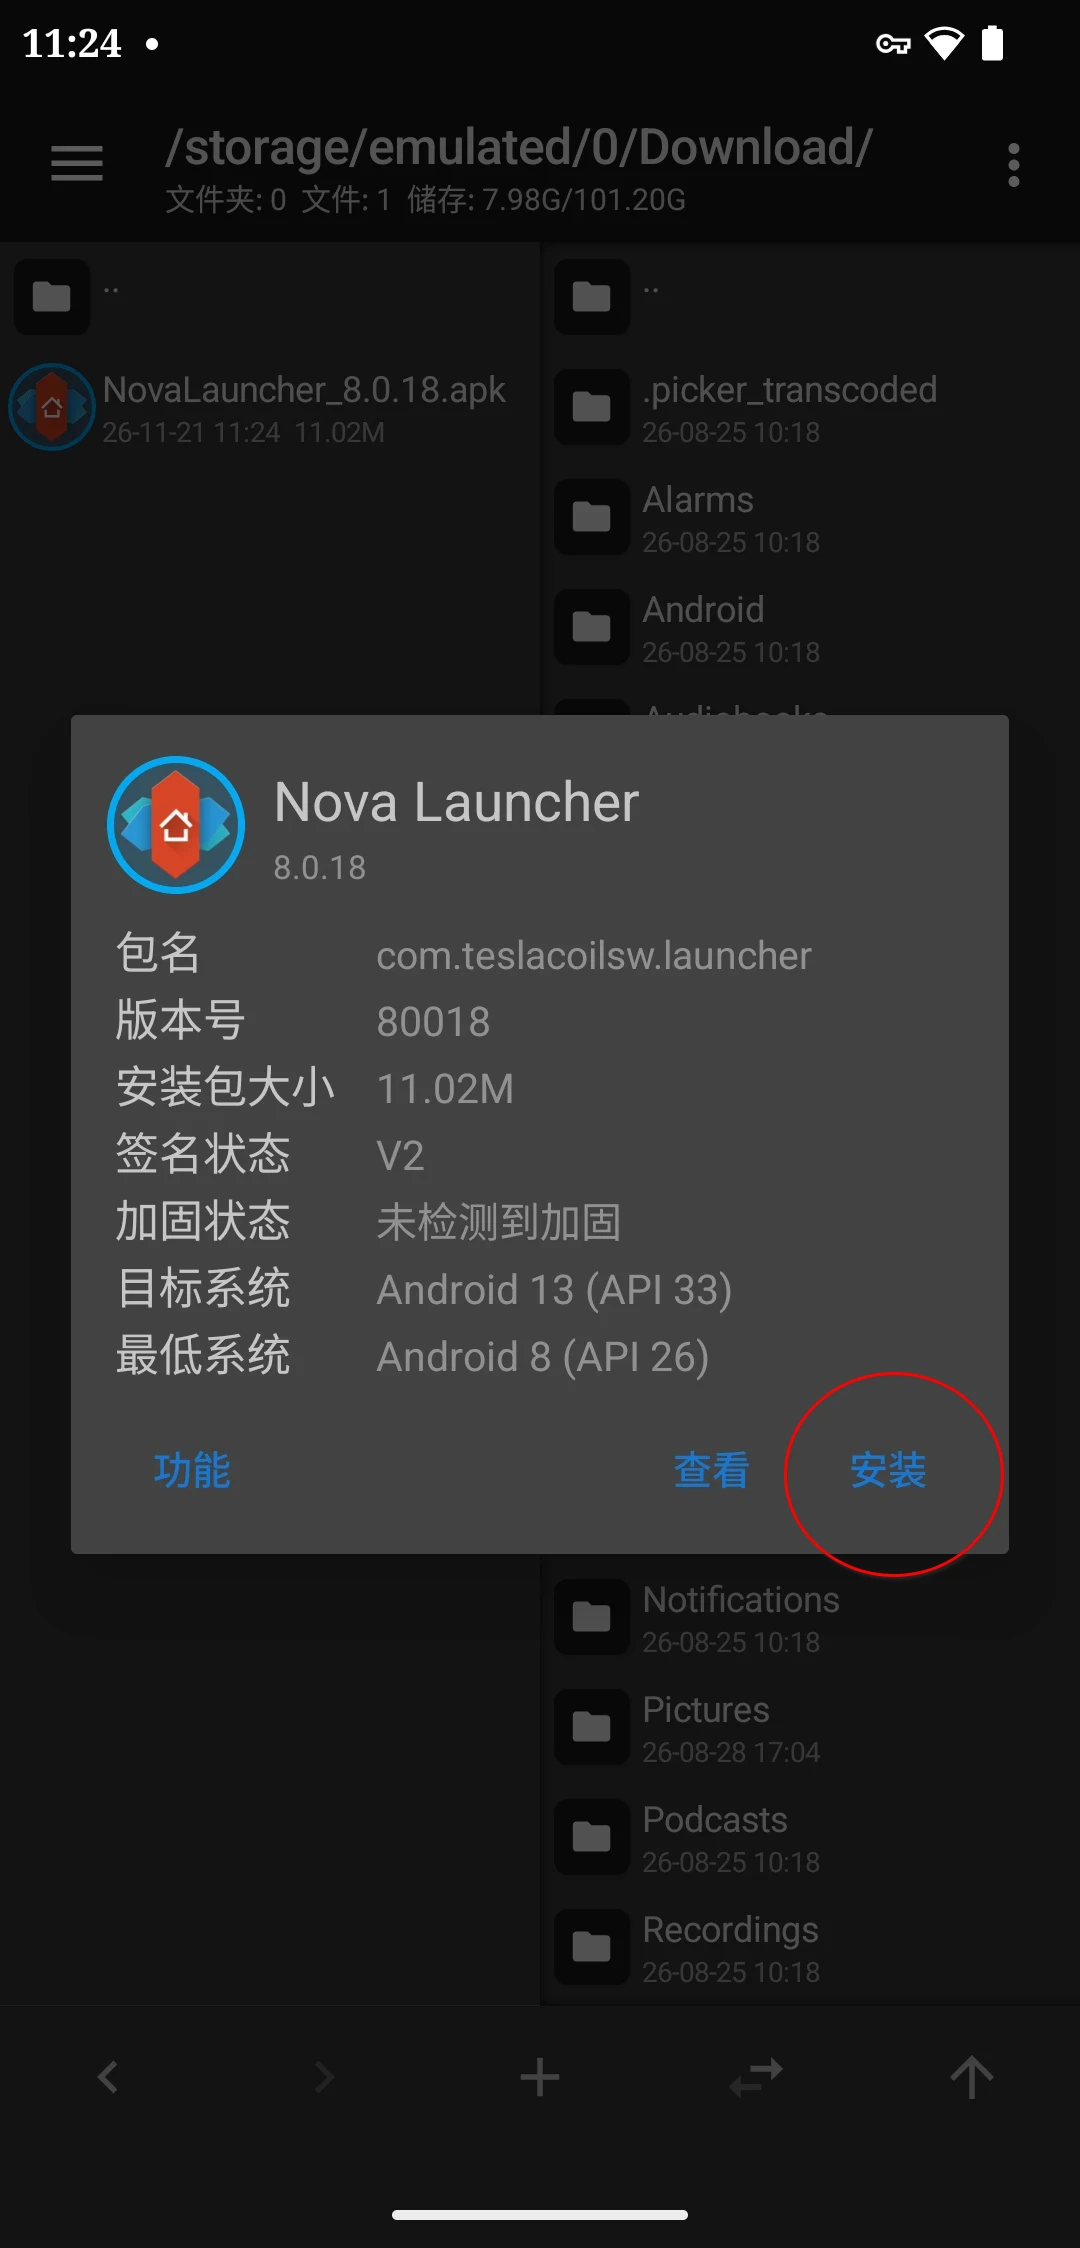 11:24
/storage/emulated/0/Download/
文件夹: 0 文件: 1 储存: 7.98G/101.20G
..
NovaLauncher_8.0.18.apk
26-11-21 11:24 11.02M
..
.picker_transcoded
26-08-25 10:18
Alarms
26-08-25 10:18
Android
26-08-25 10:18
Audiobooks
Nova Launcher
8.0.18
包名 com.teslacoilsw.launcher
版本号 80018
安装包大小 11.02M
签名状态 V2
加固状态 未检测到加固
目标系统 Android 13 (API 33)
最低系统 Android 8 (API 26)
功能 查看 安装
Notifications
26-08-25 10:18
Pictures
26-08-28 17:04
Podcasts
26-08-25 10:18
Recordings
26-08-25 10:18